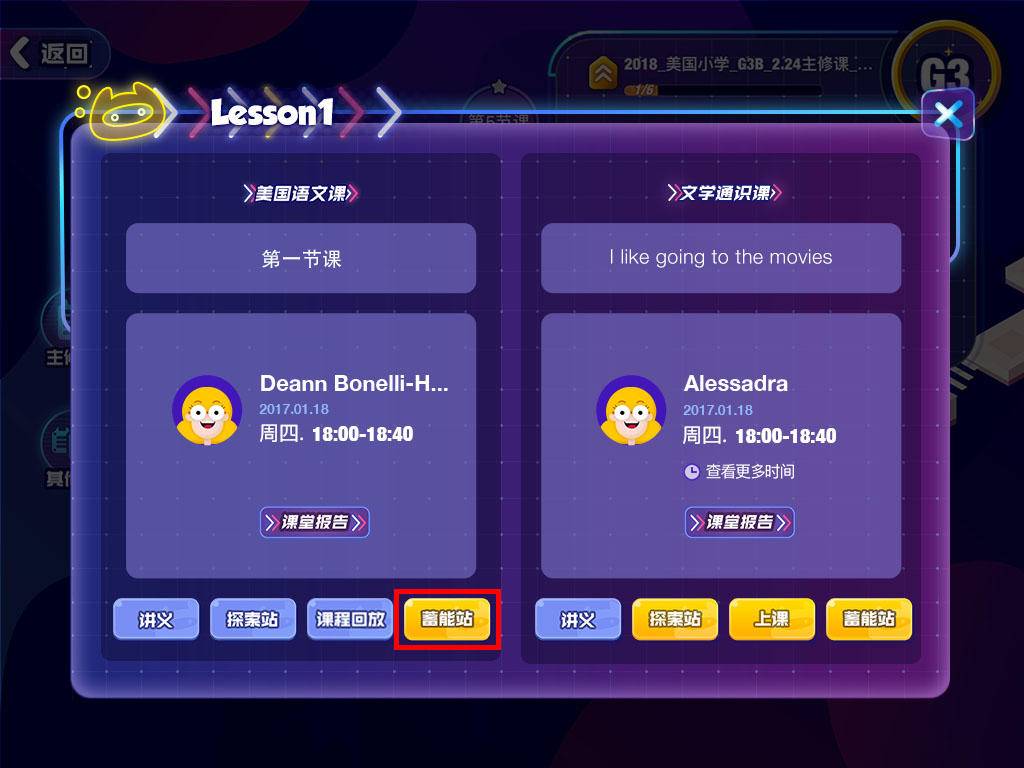 返回
2018_美国小学_G3B_2.24主修课_...
1/6
G3
Lesson1
第5节课
美国语文课
第一节课
Deann Bonelli-H...
2017.01.18
周四. 18:00-18:40
课堂报告
讲义
探索站
课程回放
蓄能站
文学通识课
I like going to the movies
Alessadra
2017.01.18
周四. 18:00-18:40
查看更多时间
课堂报告
讲义
探索站
上课
蓄能站